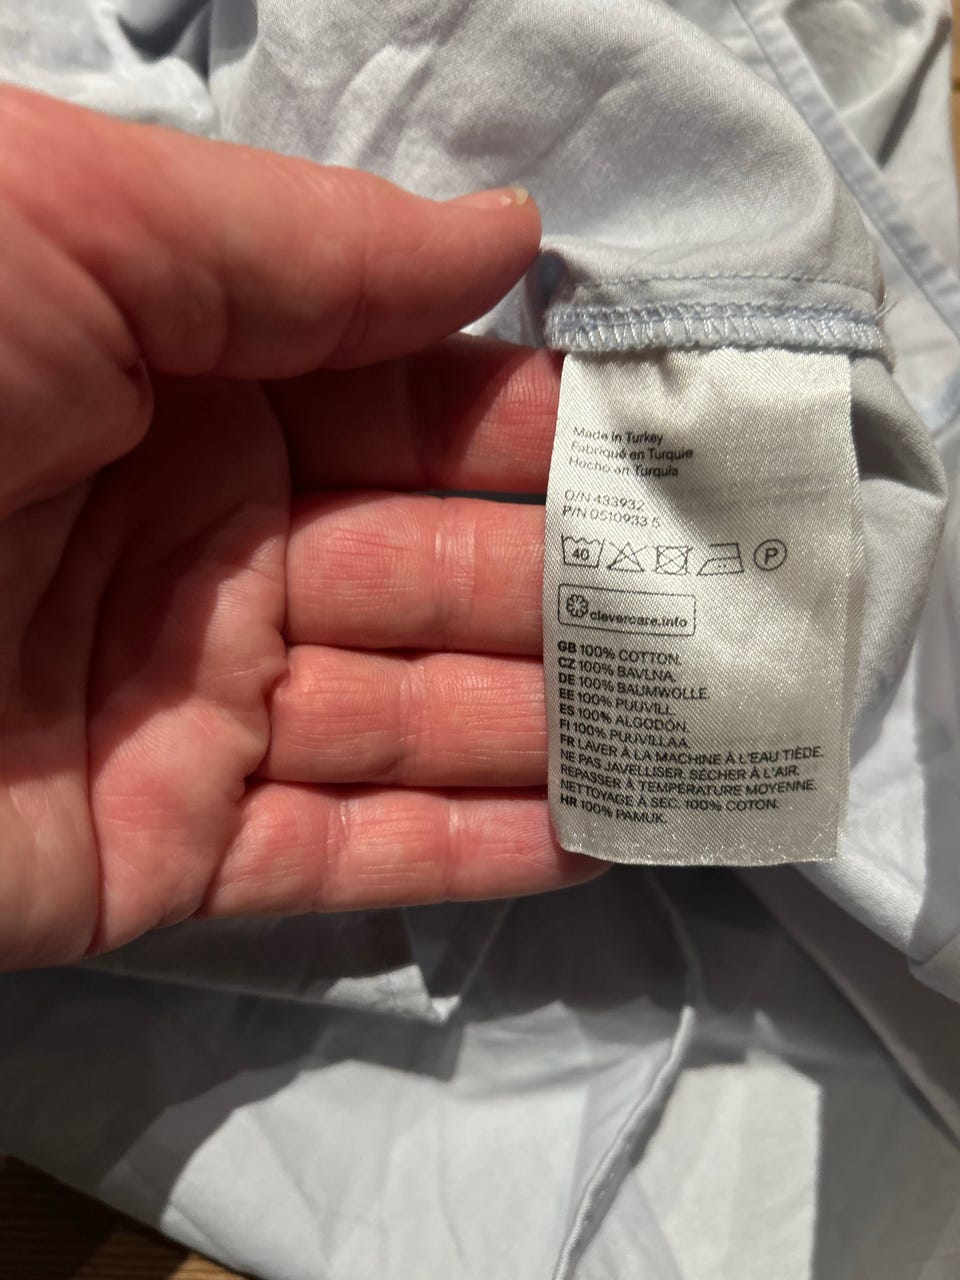 Made in Turkey
Fabriqué en Turquie
Hecho en Turquía
O/N 433932
P/N 0510933 5
40
P
clevercare.info
GB 100% COTTON.
CZ 100% BAVLNA.
DE 100% BAUMWOLLE.
EE 100% PUUVILL.
ES 100% ALGODÓN.
FI 100% PUUVILLAA.
FR LAVER À LA MACHINE À L'EAU TIÈDE.
NE PAS JAVELLISER. SÉCHER À L'AIR.
REPASSER À TEMPÉRATURE MOYENNE.
NETTOYAGE À SEC. 100% COTON.
HR 100% PAMUK.